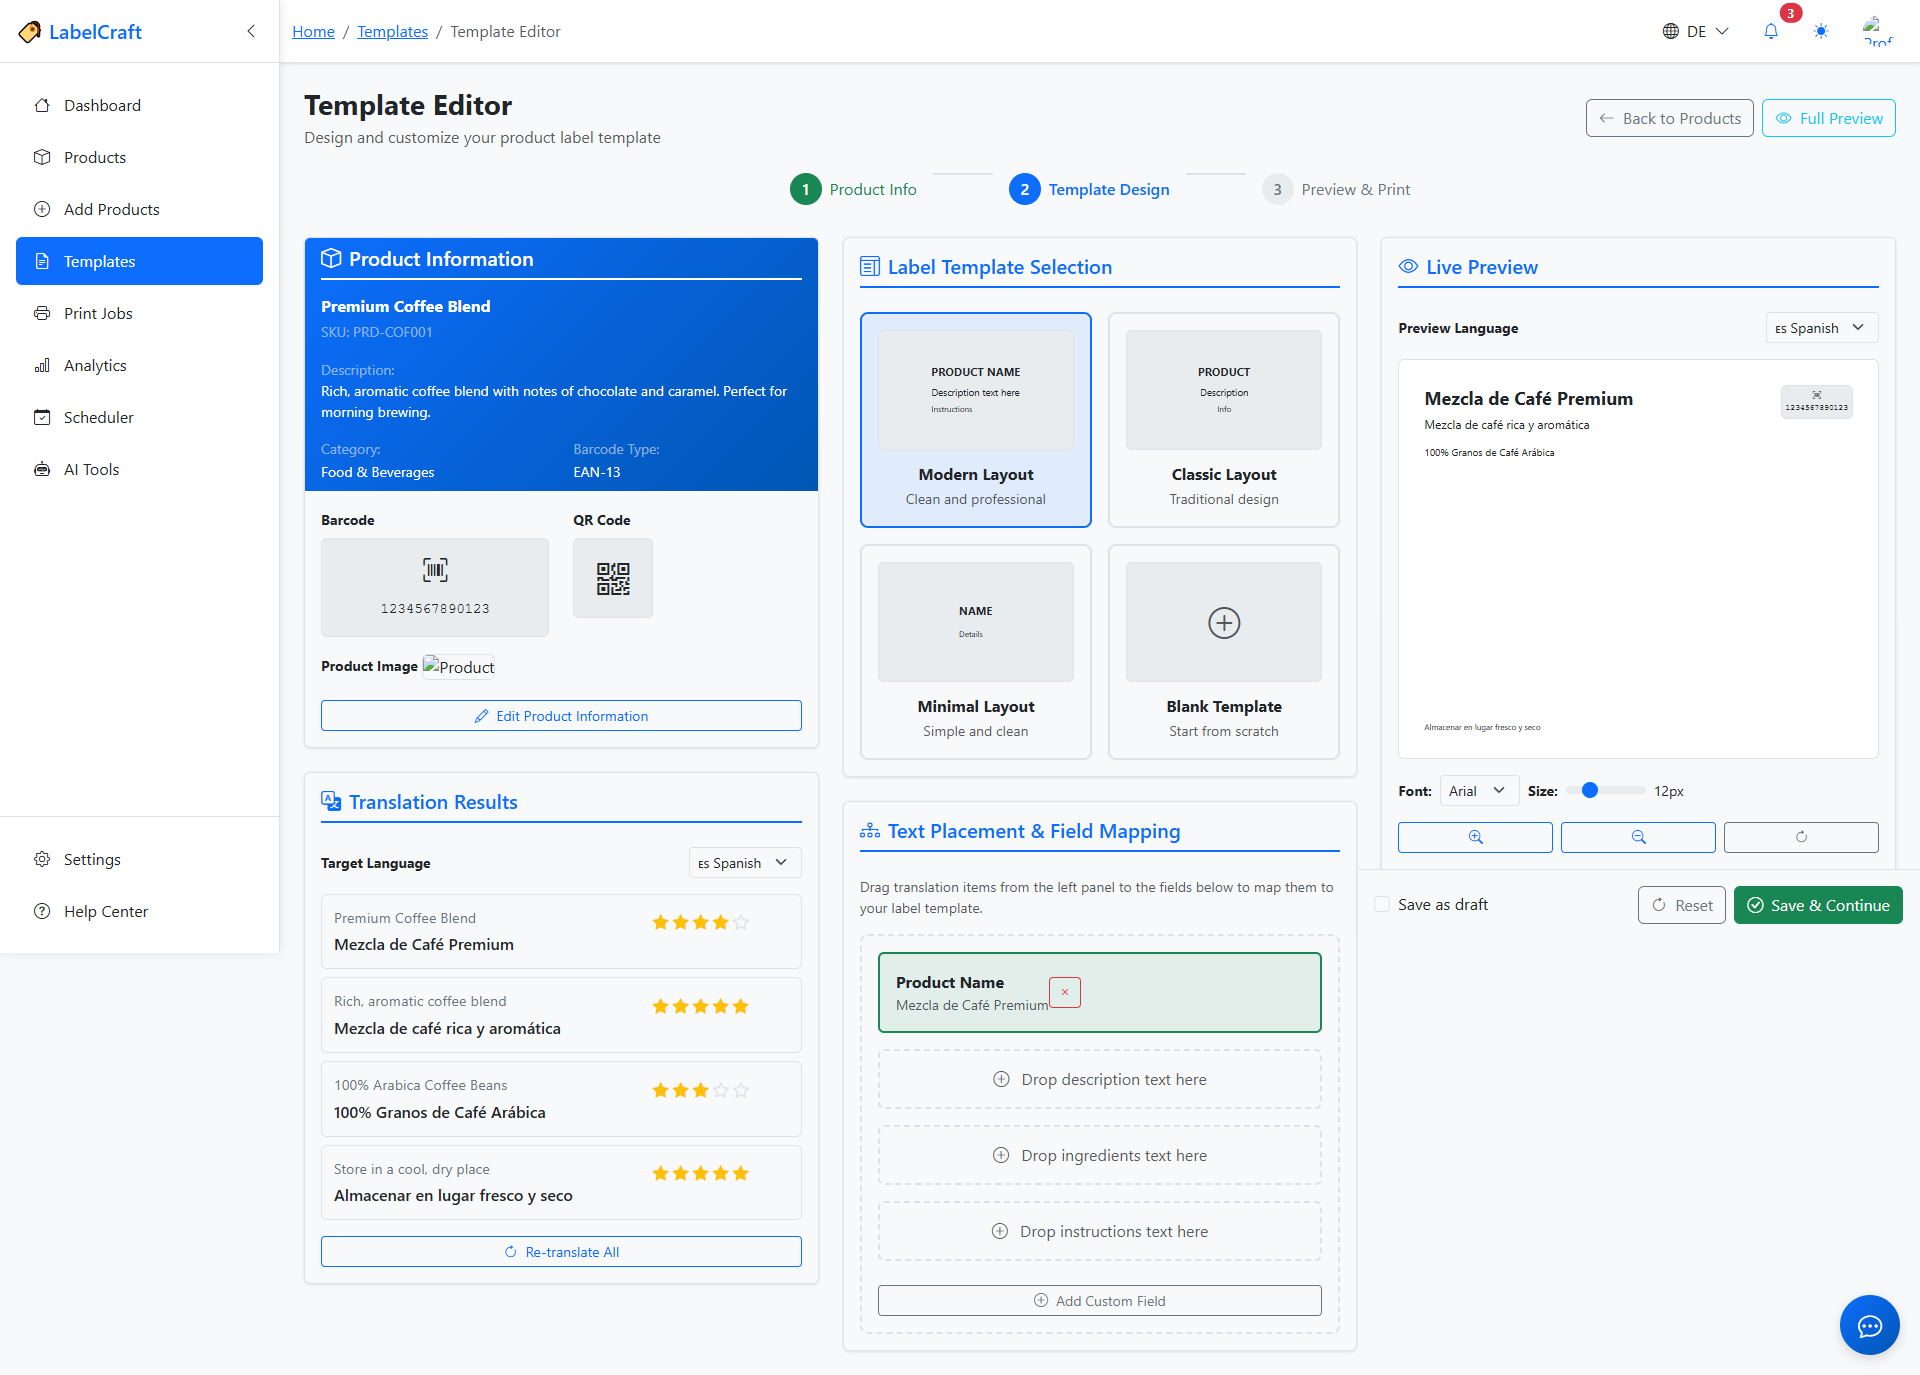 LabelCraft
Home / Templates / Template Editor
DE
3
Prof
Dashboard
Products
Add Products
Templates
Print Jobs
Analytics
Scheduler
AI Tools
Settings
Help Center
Template Editor
Design and customize your product label template
Back to Products
Full Preview
1 Product Info
2 Template Design
3 Preview & Print
Product Information
Premium Coffee Blend
SKU: PRD-COF001
Description:
Rich, aromatic coffee blend with notes of chocolate and caramel. Perfect for
morning brewing.
Category:
Food & Beverages
Barcode Type:
EAN-13
Barcode
1234567890123
QR Code
Product Image
Product
Edit Product Information
Translation Results
Target Language
ES Spanish
Premium Coffee Blend
Mezcla de Café Premium
Rich, aromatic coffee blend
Mezcla de café rica y aromática
100% Arabica Coffee Beans
100% Granos de Café Arábica
Store in a cool, dry place
Almacenar en lugar fresco y seco
Re-translate All
Label Template Selection
PRODUCT NAME
Description text here
Instructions
Modern Layout
Clean and professional
PRODUCT
Description
Info
Classic Layout
Traditional design
NAME
Details
Minimal Layout
Simple and clean
Blank Template
Start from scratch
Text Placement & Field Mapping
Drag translation items from the left panel to the fields below to map them to
your label template.
Product Name
Mezcla de Café Premium
Drop description text here
Drop ingredients text here
Drop instructions text here
Add Custom Field
Live Preview
Preview Language
ES Spanish
Mezcla de Café Premium
1234567890123
Mezcla de café rica y aromática
100% Granos de Café Arábica
Almacenar en lugar fresco y seco
Font:
Arial
Size:
12px
Save as draft
Reset
Save & Continue